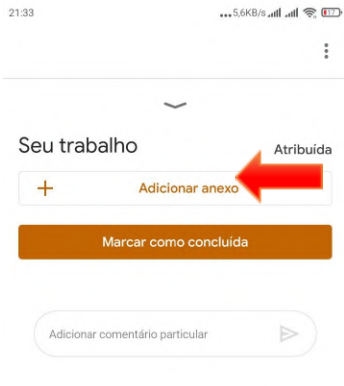 21:33 ...5,6KB/s 17
Seu trabalho Atribuída
+ Adicionar anexo
Marcar como concluída
Adicionar comentário particular